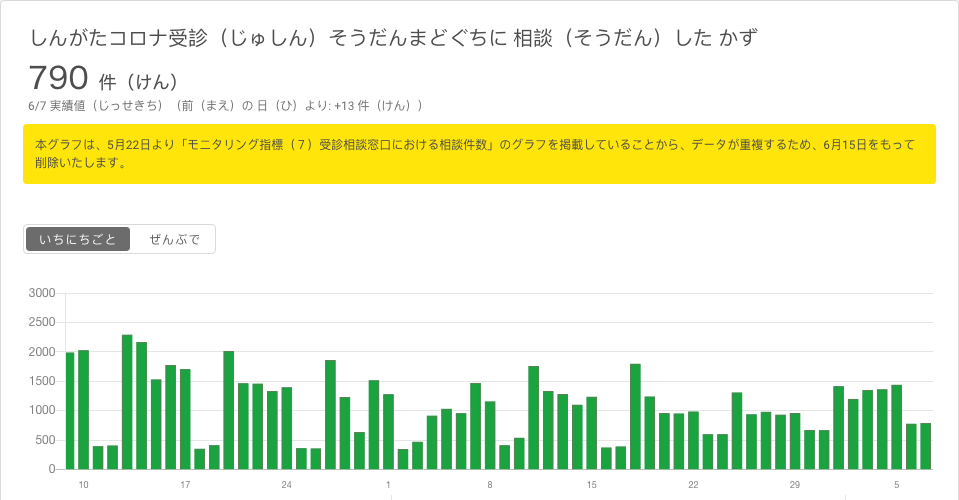 しんがたコロナ受診（じゅしん）そうだんまどぐちに 相談（そうだん）した かず
790 件（けん）
6/7 実績値（じっせきち）（前（まえ）の 日（ひ）より: +13 件（けん））
本グラフは、5月22日より「モニタリング指標（７）受診相談窓口における相談件数」のグラフを掲載していることから、データが重複するため、6月15日をもって
削除いたします。
いちにちごと ぜんぶで
3000
2500
2000
1500
1000
500
0
10 17 24 1 8 15 22 29 5